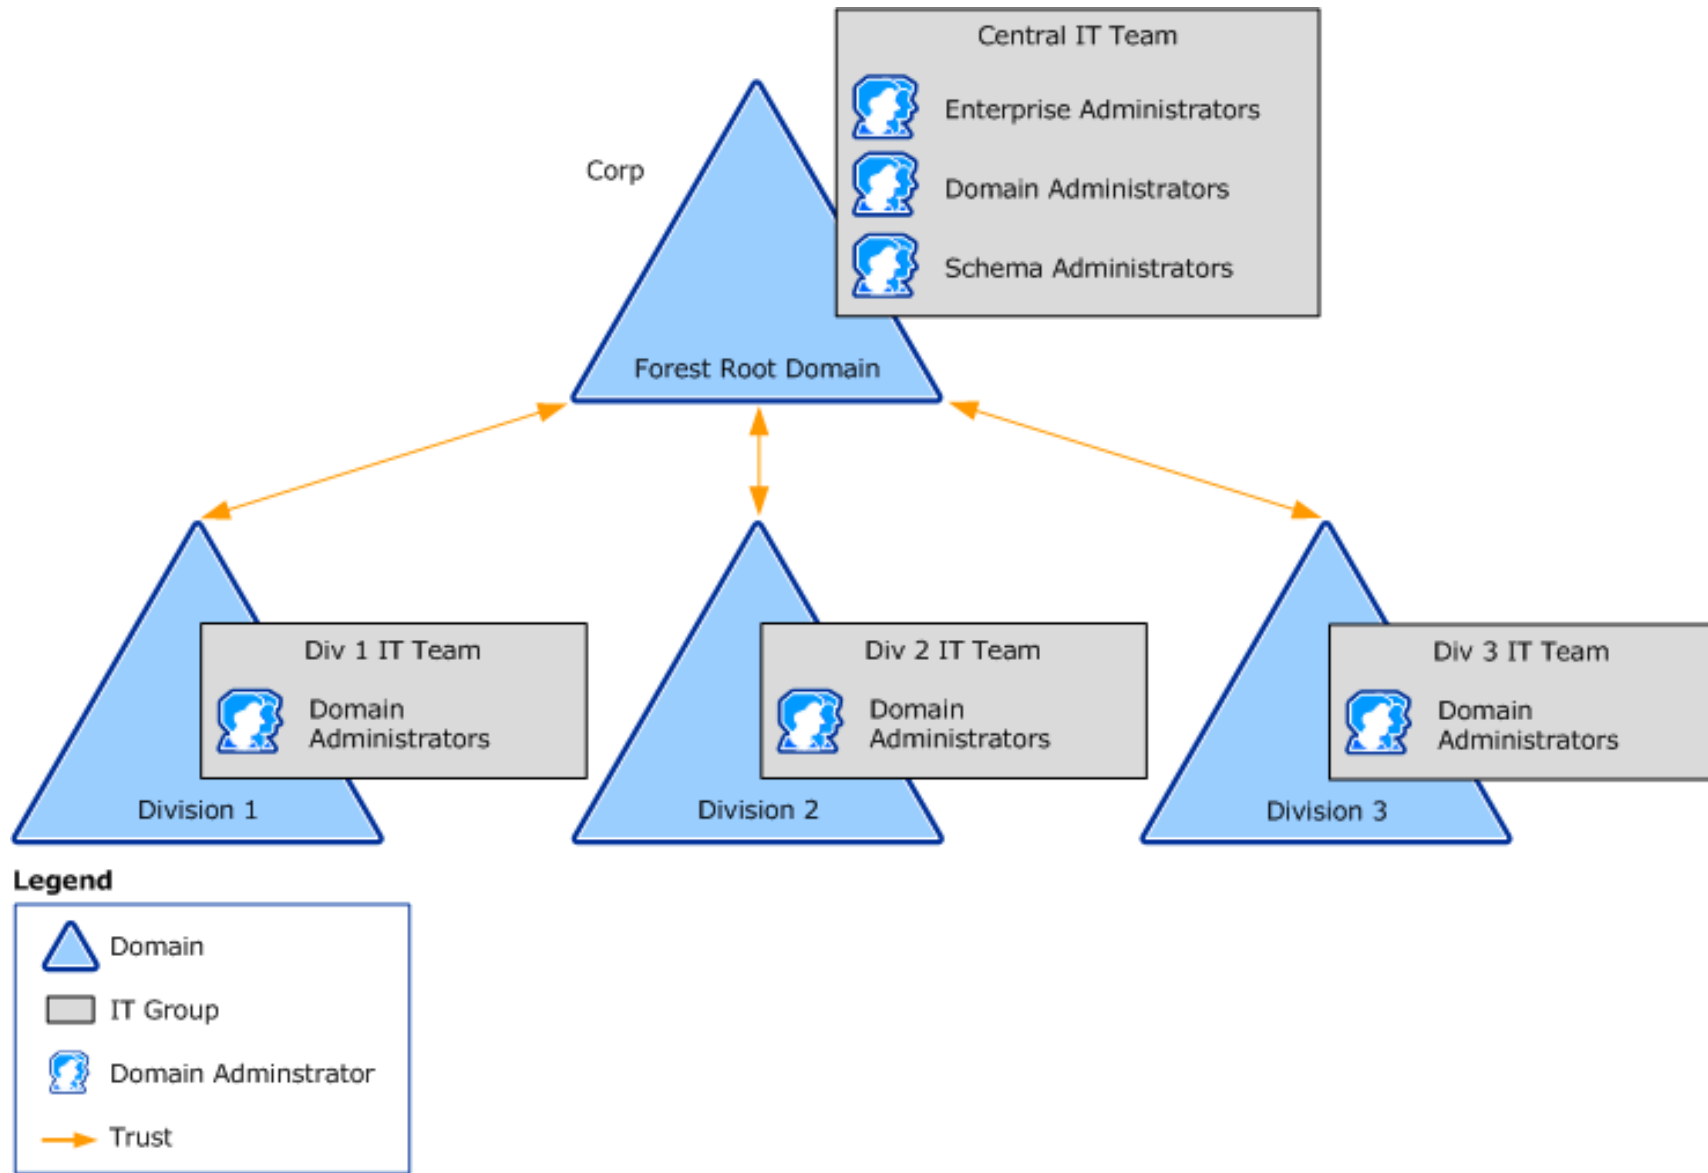 Central IT Team
Enterprise Administrators
Domain Administrators
Schema Administrators
Corp
Forest Root Domain
Div 1 IT Team
Domain
Administrators
Division 1
Div 2 IT Team
Domain
Administrators
Division 2
Div 3 IT Team
Domain
Administrators
Division 3
Legend
Domain
IT Group
Domain Adminstrator
Trust